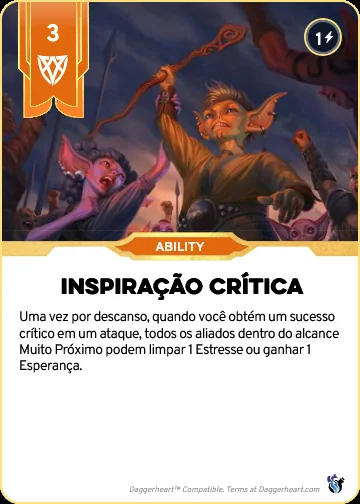 3
1
ABILITY
INSPIRAÇÃO CRÍTICA
Uma vez por descanso, quando você obtém um sucesso
crítico em um ataque, todos os aliados dentro do alcance
Muito Próximo podem limpar 1 Estresse ou ganhar 1
Esperança.
Daggerheart™ Compatible. Terms at Daggerheart.com